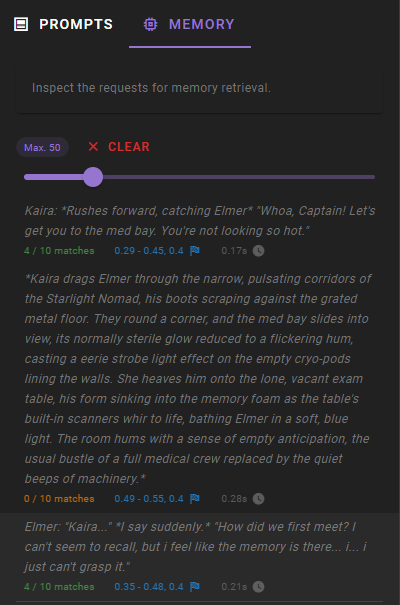 PROMPTS MEMORY
Inspect the requests for memory retrieval.
Max. 50 CLEAR
Kaira: *Rushes forward, catching Elmer* "Whoa, Captain! Let's
get you to the med bay. You're not looking so hot."
4 / 10 matches 0.29 - 0.45, 0.4 0.17s
*Kaira drags Elmer through the narrow, pulsating corridors of
the Starlight Nomad, his boots scraping against the grated
metal floor. They round a corner, and the med bay slides into
view, its normally sterile glow reduced to a flickering hum,
casting a eerie strobe light effect on the empty cryo-pods
lining the walls. She heaves him onto the lone, vacant exam
table, his form sinking into the memory foam as the table's
built-in scanners whir to life, bathing Elmer in a soft, blue
light. The room hums with a sense of empty anticipation, the
usual bustle of a full medical crew replaced by the quiet
beeps of machinery.*
0 / 10 matches 0.49 - 0.55, 0.4 0.28s
Elmer: "Kaira..." *I say suddenly.* "How did we first meet? I
can't seem to recall, but i feel like the memory is there... i... i
just can't grasp it."
4 / 10 matches 0.35 - 0.48, 0.4 0.21s